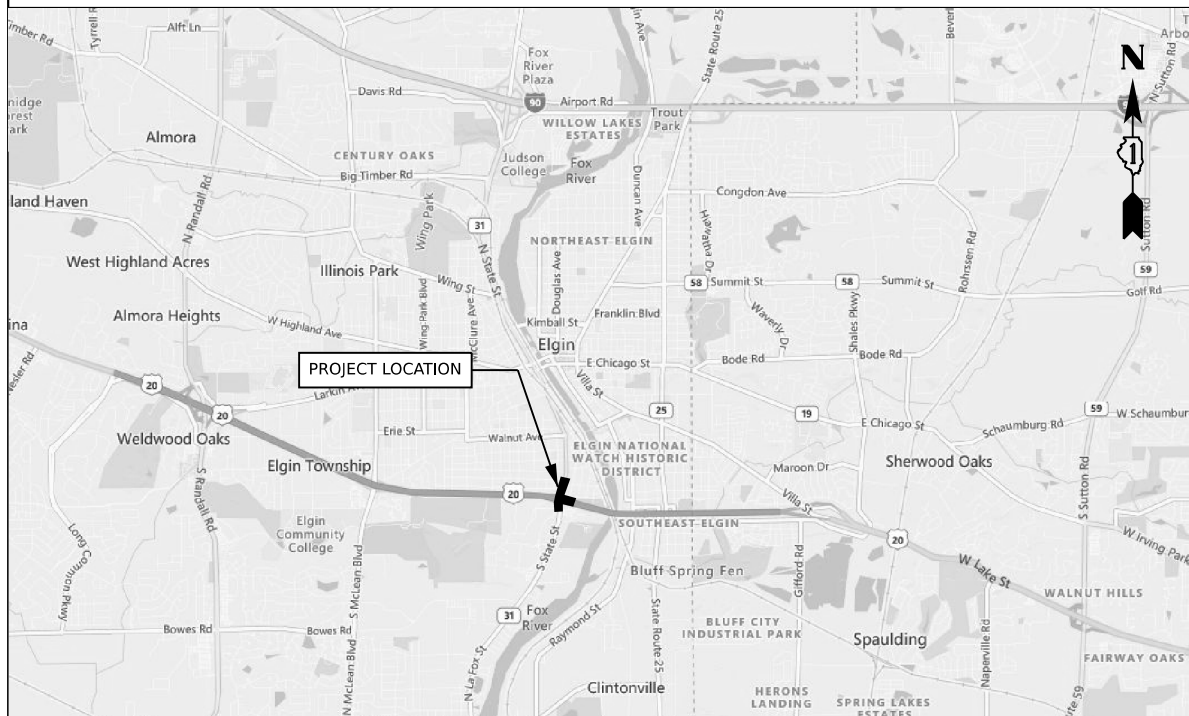 Alft Ln
Tyrrell R
Timber Rd
Davis Rd
Fox
River
Plaza
State Route 25
90
Airport Rd
WILLOW LAKES
ESTATES
Trout
Park
N
N Sutton Rd
Almora
CENTURY OAKS
Judson
College
Fox
River
Big Timber Rd
Duncan Ave
Congdon Ave
land Haven
N Randall Rd
Wing Park
31
N State St
NORTHEAST ELGIN
Hiawatha Dr
Rohrssen Rd
Sutton Rd
West Highland Acres
Illinois Park
Wing St
Douglas Ave
58
Summit St
58
Summit St
59
Golf Rd
Almora Heights
W Highland Ave
Wing Park Blvd
McClure Ave
Kimball St
Franklin Blvd
Waverly Dr
Shales Pkwy
ina
Elgin
E Chicago St
Bode Rd
Bode Rd
PROJECT LOCATION
20
20
Villa St
25
19
E Chicago St
59
W Schaumbur
Schaumburg Rd
Weldwood Oaks
Erie St
Walnut Ave
ELGIN NATIONAL
WATCH HISTORIC
DISTRICT
Elgin Township
Maroon Dr
Sherwood Oaks
S Randall Rd
20
Villa St
S Sutton Rd
SOUTHEAST ELGIN
Elgin
Community
College
20
W Irving Park
Long Common Pkwy
S McLean Blvd
S State St
Bluff Spring Fen
Gifford Rd
W Lake St
WALNUT HILLS
31
Fox
River
Raymond St
State Route 25
BLUFF CITY
INDUSTRIAL PARK
Spaulding
Naperville Rd
Bowes Rd
Bowes Rd
FAIRWAY OAKS
N McLean Blvd
N La Fox St
Clintonville
HERONS
LANDING
SPRING LAKES
ESTATES